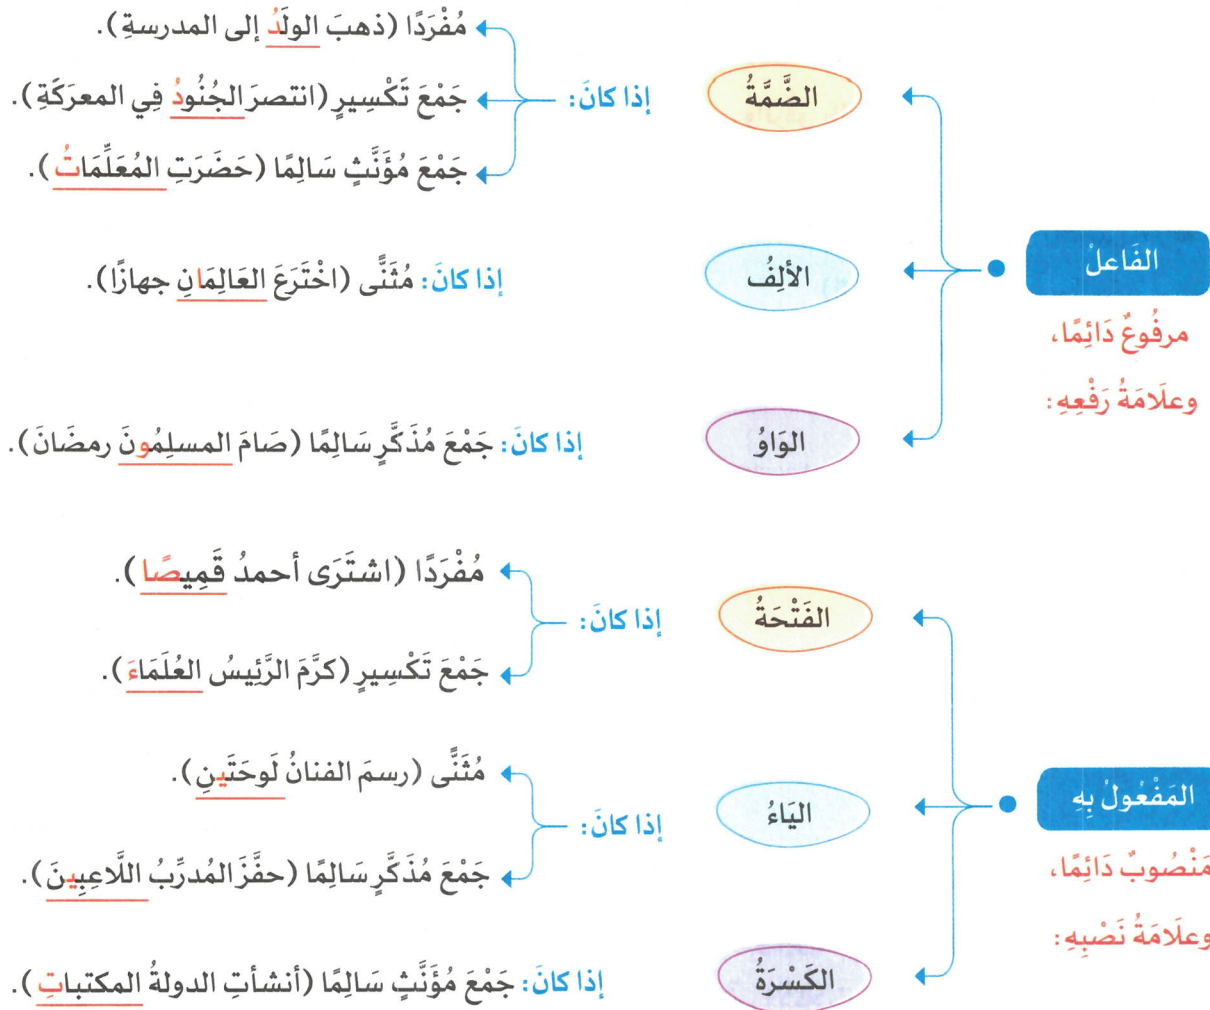 الفَاعلْ
مرفُوعٌ دَائِمًا،
وعلَامَةُ رَفْعِهِ:
الضَّمَّةُ
إذا كانَ:
مُفْرَدًا (ذهبَ الولَدُ إلى المدرسةِ).
جَمْعَ تَكْسِيرٍ (انتصرَ الجُنُودُ فِي المعرَكَةِ).
جَمْعَ مُؤَنَّثٍ سَالِمًا (حَضَرَتِ المُعَلِّمَاتُ).
الألِفُ
إذا كانَ: مُثَنًّى (اخْتَرَعَ العَالِمَانِ جهازًا).
الوَاوُ
إذا كانَ: جَمْعَ مُذَكَّرٍ سَالِمًا (صَامَ المسلِمُونَ رمضَانَ).
المَفْعُولُ بِهِ
مَنْصُوبٌ دَائِمًا،
وعلَامَةُ نَصْبِهِ:
الفَتْحَةُ
إذا كانَ:
مُفْرَدًا (اشتَرَى أحمدُ قَمِيصًا).
جَمْعَ تَكْسِيرٍ (كرَّمَ الرَّئِيسُ العُلَمَاءَ).
اليَاءُ
إذا كانَ:
مُثَنًّى (رسمَ الفنانُ لَوحَتَينِ).
جَمْعَ مُذَكَّرٍ سَالِمًا (حفَّزَ المُدرِّبُ اللَّاعِبِينَ).
الكَسْرَةُ
إذا كانَ: جَمْعَ مُؤَنَّثٍ سَالِمًا (أنشأتِ الدولةُ المكتباتِ).